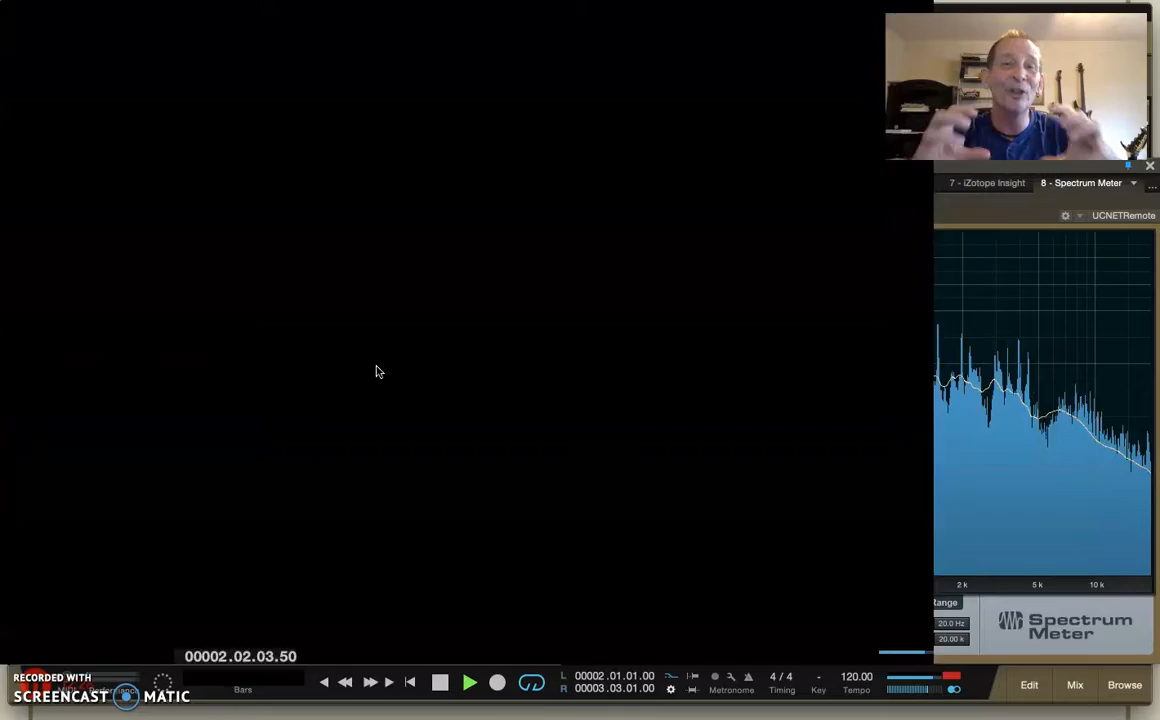 7 - iZotope Insight
8 - Spectrum Meter
...
UCNETRemote
2 k
5 k
10 k
Range
20.0 Hz
20.00 k
Spectrum
Meter
00002.02.03.50
RECORDED WITH
SCREENCAST MATIC
Bars
L 00002.01.01.00
R 00003.03.01.00
Metronome
4 / 4
Timing
-
Key
120.00
Tempo
Edit
Mix
Browse